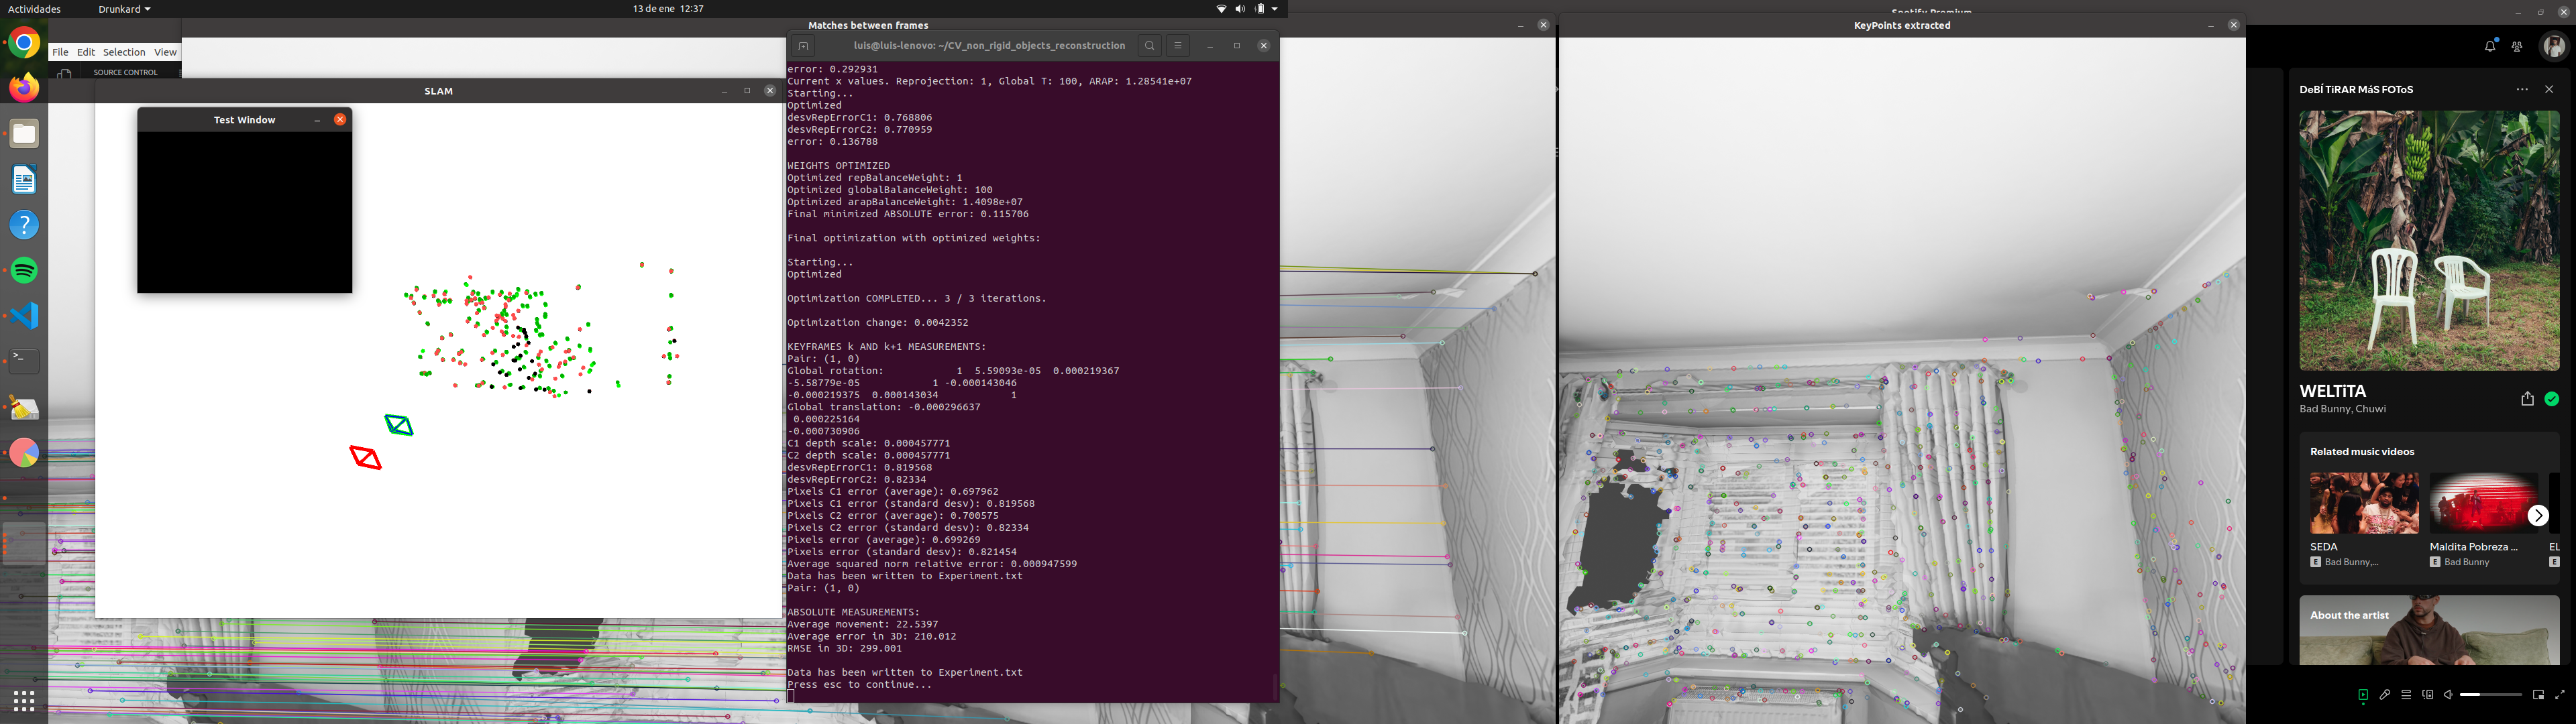 Actividades
Drunkard
13 de ene 12:37
Matches between frames
File Edit Selection View
SOURCE CONTROL
SLAM
Test Window
luis@luis-lenovo: ~/CV_non_rigid_objects_reconstruction
error: 0.292931
Current x values. Reprojection: 1, Global T: 100, ARAP: 1.28541e+07
Starting...
Optimized
desvRepErrorC1: 0.768806
desvRepErrorC2: 0.770959
error: 0.136788
WEIGHTS OPTIMIZED
Optimized repBalanceWeight: 1
Optimized globalBalanceWeight: 100
Optimized arapBalanceWeight: 1.4098e+07
Final minimized ABSOLUTE error: 0.115706
Final optimization with optimized weights:
Starting...
Optimized
Optimization COMPLETED... 3 / 3 iterations.
Optimization change: 0.0042352
KEYFRAMES k AND k+1 MEASUREMENTS:
Pair: (1, 0)
Global rotation: 1 5.59093e-05 0.000219367
-5.58779e-05 1 -0.000143046
-0.000219375 0.000143034 1
Global translation: -0.000296637
0.000225164
-0.000730906
C1 depth scale: 0.000457771
C2 depth scale: 0.000457771
desvRepErrorC1: 0.819568
desvRepErrorC2: 0.82334
Pixels C1 error (average): 0.697962
Pixels C1 error (standard desv): 0.819568
Pixels C2 error (average): 0.700575
Pixels C2 error (standard desv): 0.82334
Pixels error (average): 0.699269
Pixels error (standard desv): 0.821454
Average squared norm relative error: 0.000947599
Data has been written to Experiment.txt
Pair: (1, 0)
ABSOLUTE MEASUREMENTS:
Average movement: 22.5397
Average error in 3D: 210.012
RMSE in 3D: 299.001
Data has been written to Experiment.txt
Press esc to continue...
KeyPoints extracted
Spotify Premium
DeBÍ TiRAR MáS FOToS
WELTiTA
Bad Bunny, Chuwi
Related music videos
SEDA
E Bad Bunny,...
Maldita Pobreza ...
E Bad Bunny
EL
E
About the artist